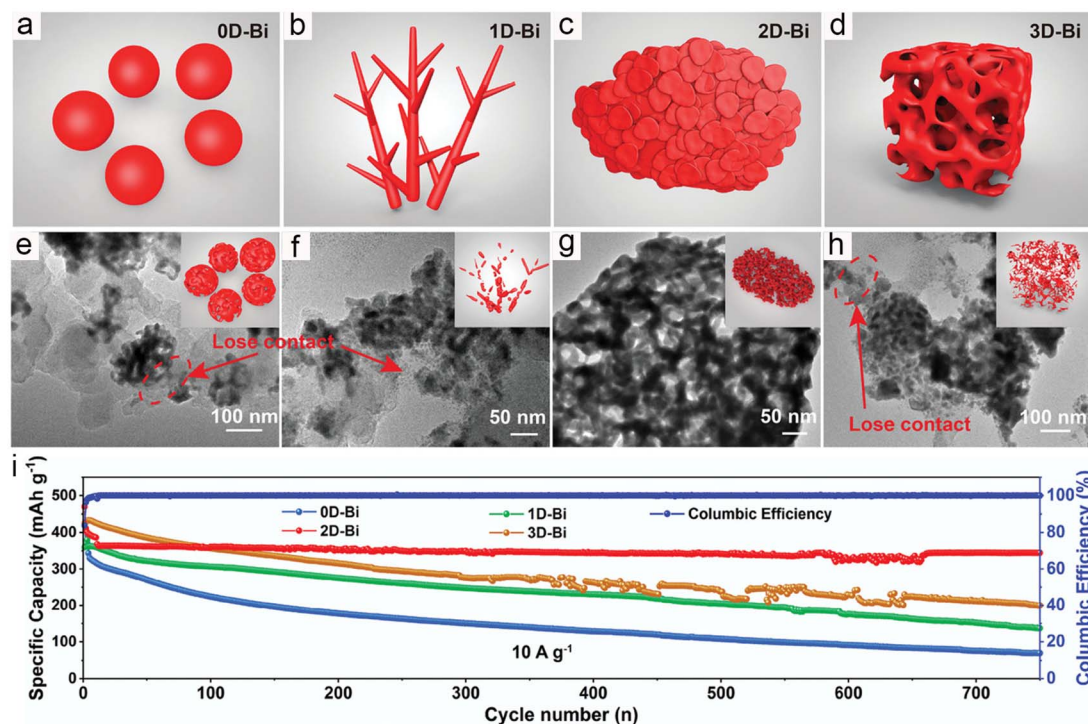 a
0D-Bi
b
1D-Bi
c
2D-Bi
d
3D-Bi
e
f
g
h
Lose contact
Lose contact
100 nm
50 nm
50 nm
100 nm
i
Specific Capacity (mAh g⁻¹)
500
400
300
200
100
0
0D-Bi
1D-Bi
Columbic Efficiency
2D-Bi
3D-Bi
10 A g⁻¹
100
80
60
40
20
0
Columbic Efficiency (%)
0 100 200 300 400 500 600 700
Cycle number (n)